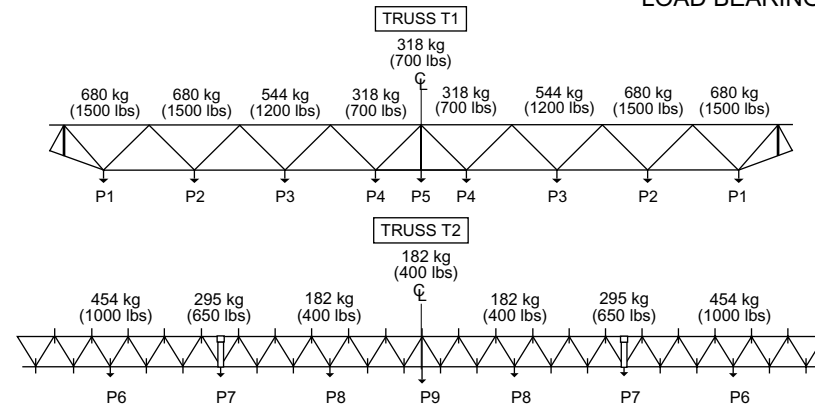 LOAD BEARING
TRUSS T1
318 kg
(700 lbs)
℄
680 kg 680 kg 544 kg 318 kg 318 kg 544 kg 680 kg 680 kg
(1500 lbs) (1500 lbs) (1200 lbs) (700 lbs) (700 lbs) (1200 lbs) (1500 lbs) (1500 lbs)
P1 P2 P3 P4 P5 P4 P3 P2 P1
TRUSS T2
182 kg
(400 lbs)
℄
454 kg 295 kg 182 kg 182 kg 295 kg 454 kg
(1000 lbs) (650 lbs) (400 lbs) (400 lbs) (650 lbs) (1000 lbs)
P6 P7 P8 P9 P8 P7 P6